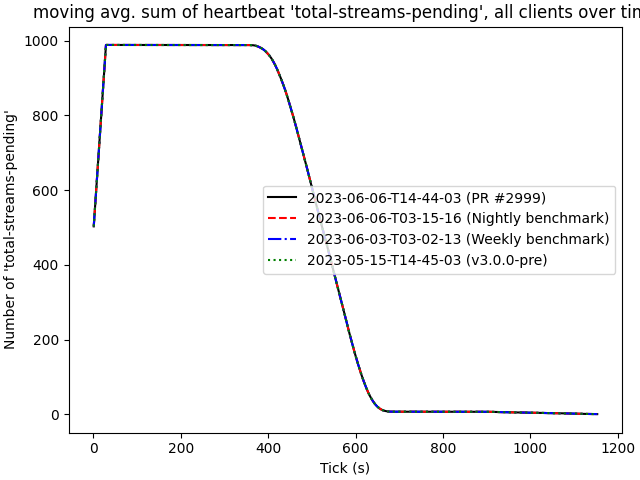 moving avg. sum of heartbeat 'total-streams-pending', all clients over tim
Number of 'total-streams-pending'
1000
800
600
400
200
0
2023-06-06-T14-44-03 (PR #2999)
2023-06-06-T03-15-16 (Nightly benchmark)
2023-06-03-T03-02-13 (Weekly benchmark)
2023-05-15-T14-45-03 (v3.0.0-pre)
0 200 400 600 800 1000 1200
Tick (s)